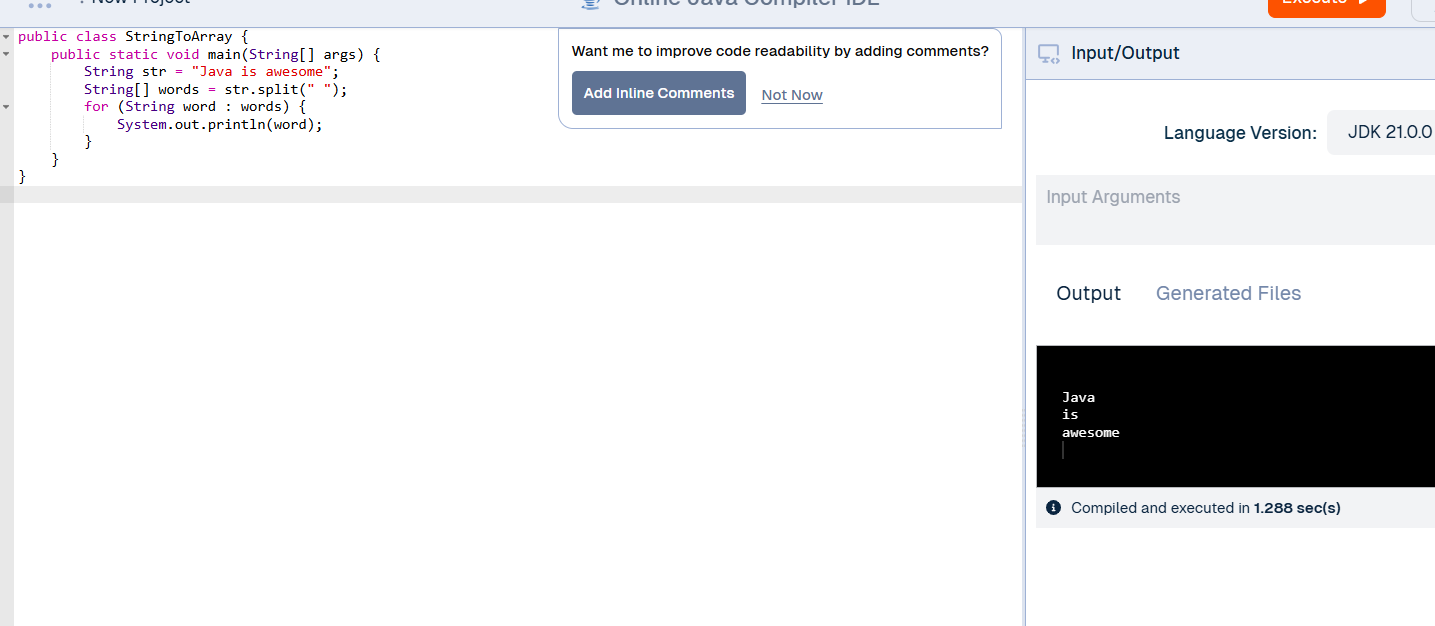 : New Project
Online Java Compiler IDE
Execute
public class StringToArray {
    public static void main(String[] args) {
        String str = "Java is awesome";
        String[] words = str.split(" ");
        for (String word : words) {
            System.out.println(word);
        }
    }
}
Want me to improve code readability by adding comments?
Add Inline Comments
Not Now
Input/Output
Language Version:
JDK 21.0.0
Input Arguments
Output
Generated Files
Java
is
awesome
Compiled and executed in 1.288 sec(s)